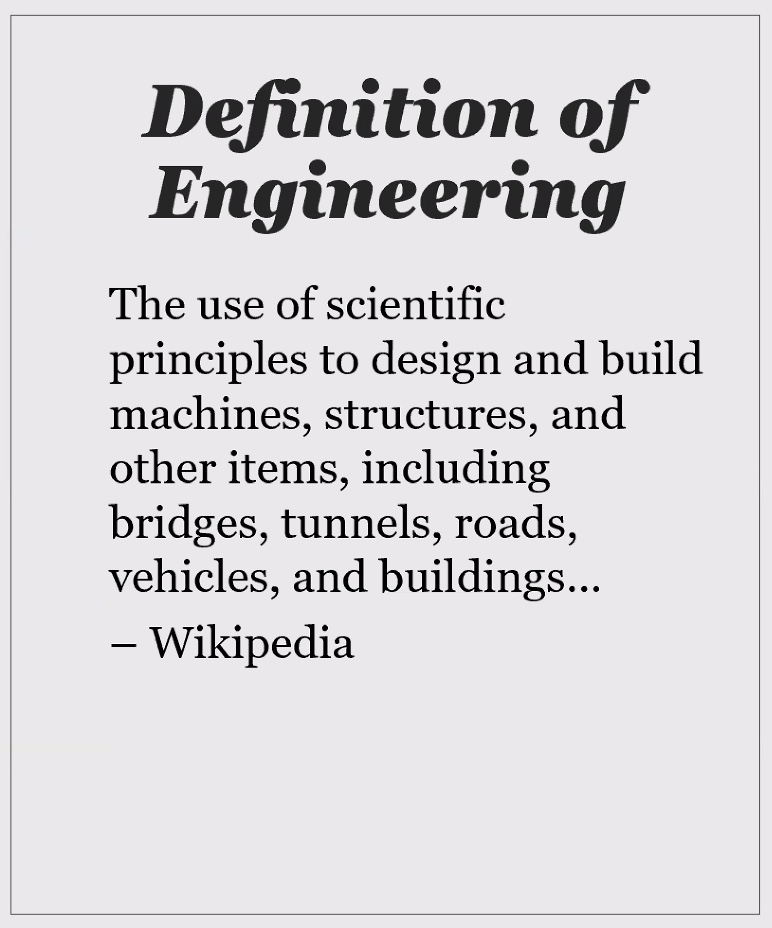 Definition of
Engineering
The use of scientific
principles to design and build
machines, structures, and
other items, including
bridges, tunnels, roads,
vehicles, and buildings...
– Wikipedia